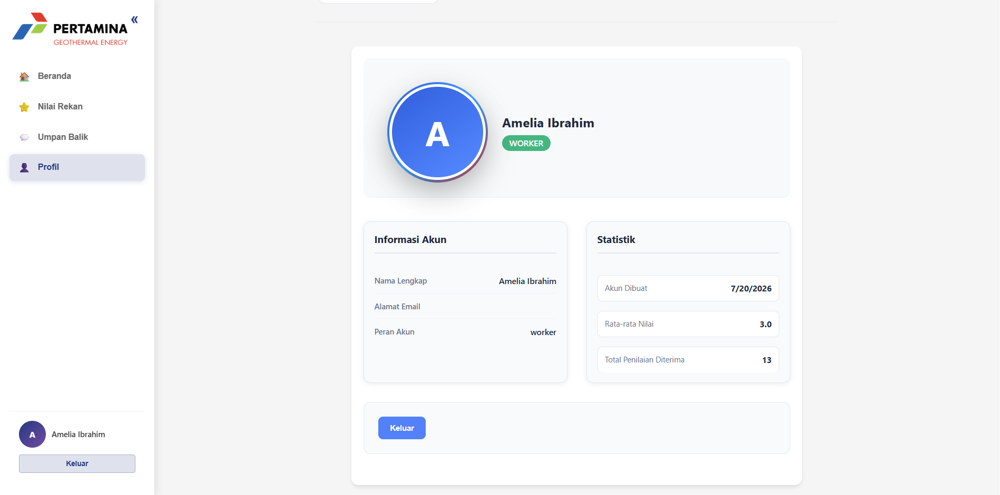 PERTAMINA
GEOTHERMAL ENERGY
«
Beranda
Nilai Rekan
Umpan Balik
Profil
A
Amelia Ibrahim
Keluar
A
Amelia Ibrahim
WORKER
Informasi Akun
Nama Lengkap Amelia Ibrahim
Alamat Email
Peran Akun worker
Statistik
Akun Dibuat 7/20/2026
Rata-rata Nilai 3.0
Total Penilaian Diterima 13
Keluar